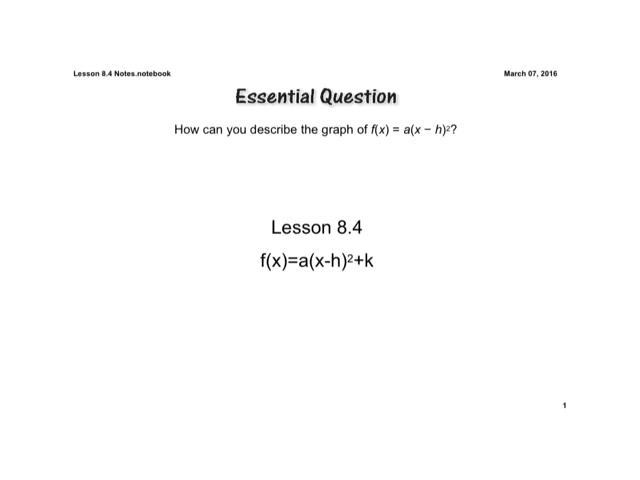 Lesson 8.4 Notes.notebook
March 07, 2016
Essential Question
How can you describe the graph of f(x) = a(x − h)²?
Lesson 8.4
f(x)=a(x-h)²+k
1